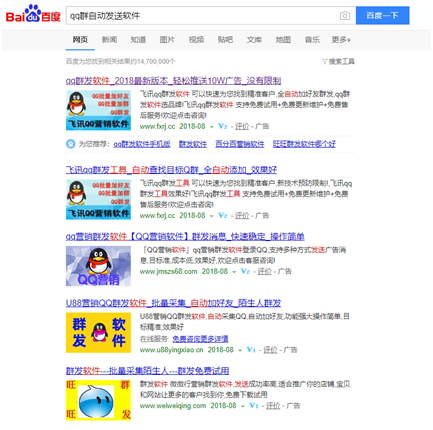 Bai du 百度
qq群自动发送软件
百度一下
网页 新闻 知道 图片 视频 贴吧 文库 地图 音乐 更多»
百度为您找到相关结果约14,700,000个
搜索工具
qq群发软件_2018最新版本_轻松推送10W广告_没有限制
QQ批量加好友
QQ批量加群
QQ群发
飞讯QQ营销软件
飞讯qq群发软件 可以快速为您找到精准客户,全自动加好友群发,qq群
发软件选品牌!飞讯qq群发软件 支持免费试用+免费更新维护+免费售
后服务!欢迎点击咨询!
www.fxrj.cc 2018-08 V2 - 评价 - 广告
为您推荐: qq群发软件手机版 群发软件 百分百营销软件 旺旺群发软件哪个好
飞讯qq群发工具_自动查找目标Q群_全自动添加_效果好
QQ批量加好友
QQ批量加群
QQ群发
飞讯QQ营销软件
飞讯qq群发工具 可以快速为您找到精准客户,新技术预防限制!飞讯qq
群发工具效果好!飞讯qq群发工具 支持免费试用+免费更新维护+免费
售后服务!欢迎点击咨询!
www.fxrj.cc 2018-08 V2 - 评价 - 广告
qq营销群发软件【QQ营销软件】群发消息_快速稳定_操作简单
QQ营销
「QQ营销软件」qq营销群发软件登录QQ,支持多种方式发送广告消
息,目标准,成本低,效果好,欢迎点击客服咨询!
www.jmszs68.com 2018-08 V2 - 评价 - 广告
U88营销QQ群发软件_批量采集_自动加好友_陌生人群发
群 软
发 件
U88营销QQ群发软件,自动采集QQ,自动加好友,功能强大操作简单,目
标精准,效果好
在线服务: 免费咨询更多详情
www.u88yingxiao.cn 2018-08 V1 - 评价 - 广告
群发软件---批量采集陌生人---群发免费试用
旺 群
旺 发
群发软件 微微行营销群发软件,发送成功率高,适合推广你的店铺,宝贝
和网站让更多的客户找到你,免费下载试用
www.weiweiqing.com 2018-08 V1 - 评价 - 广告